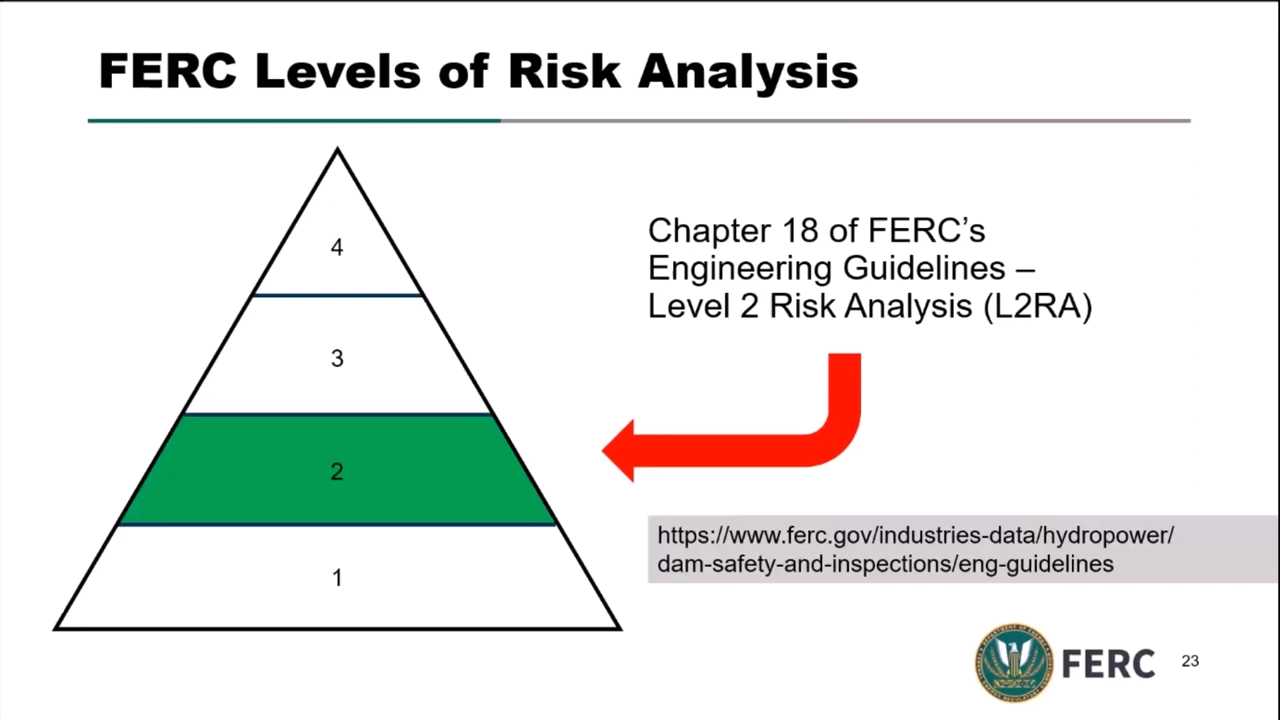 FERC Levels of Risk Analysis
4
3
2
1
Chapter 18 of FERC’s
Engineering Guidelines –
Level 2 Risk Analysis (L2RA)
https://www.ferc.gov/industries-data/hydropower/
dam-safety-and-inspections/eng-guidelines
FERC
23